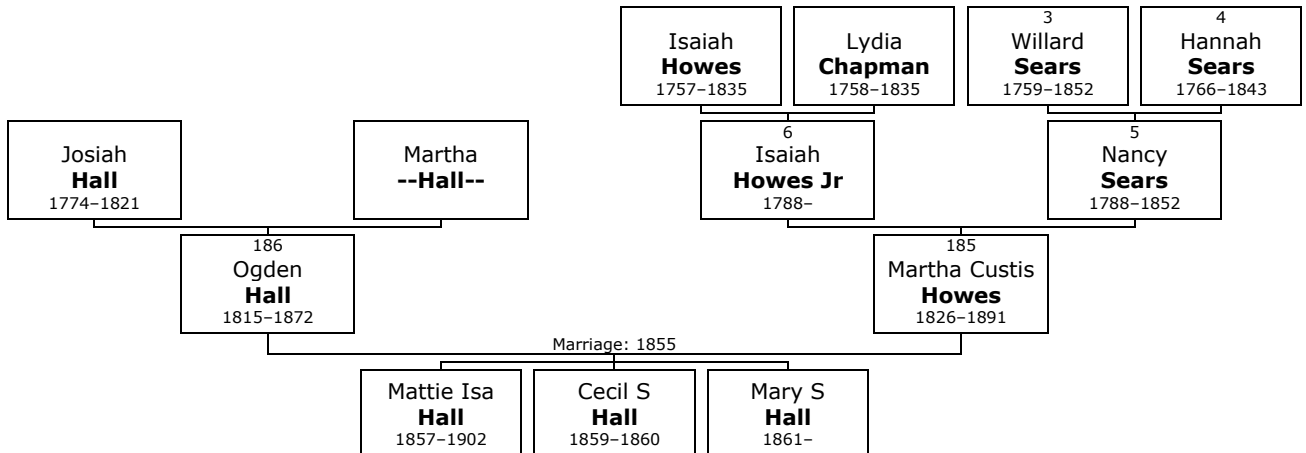 Isaiah
Howes
1757–1835
Lydia
Chapman
1758–1835
3
Willard
Sears
1759–1852
4
Hannah
Sears
1766–1843
Josiah
Hall
1774–1821
Martha
--Hall--
6
Isaiah
Howes Jr
1788–
5
Nancy
Sears
1788–1852
186
Ogden
Hall
1815–1872
185
Martha Custis
Howes
1826–1891
Marriage: 1855
Mattie Isa
Hall
1857–1902
Cecil S
Hall
1859–1860
Mary S
Hall
1861–